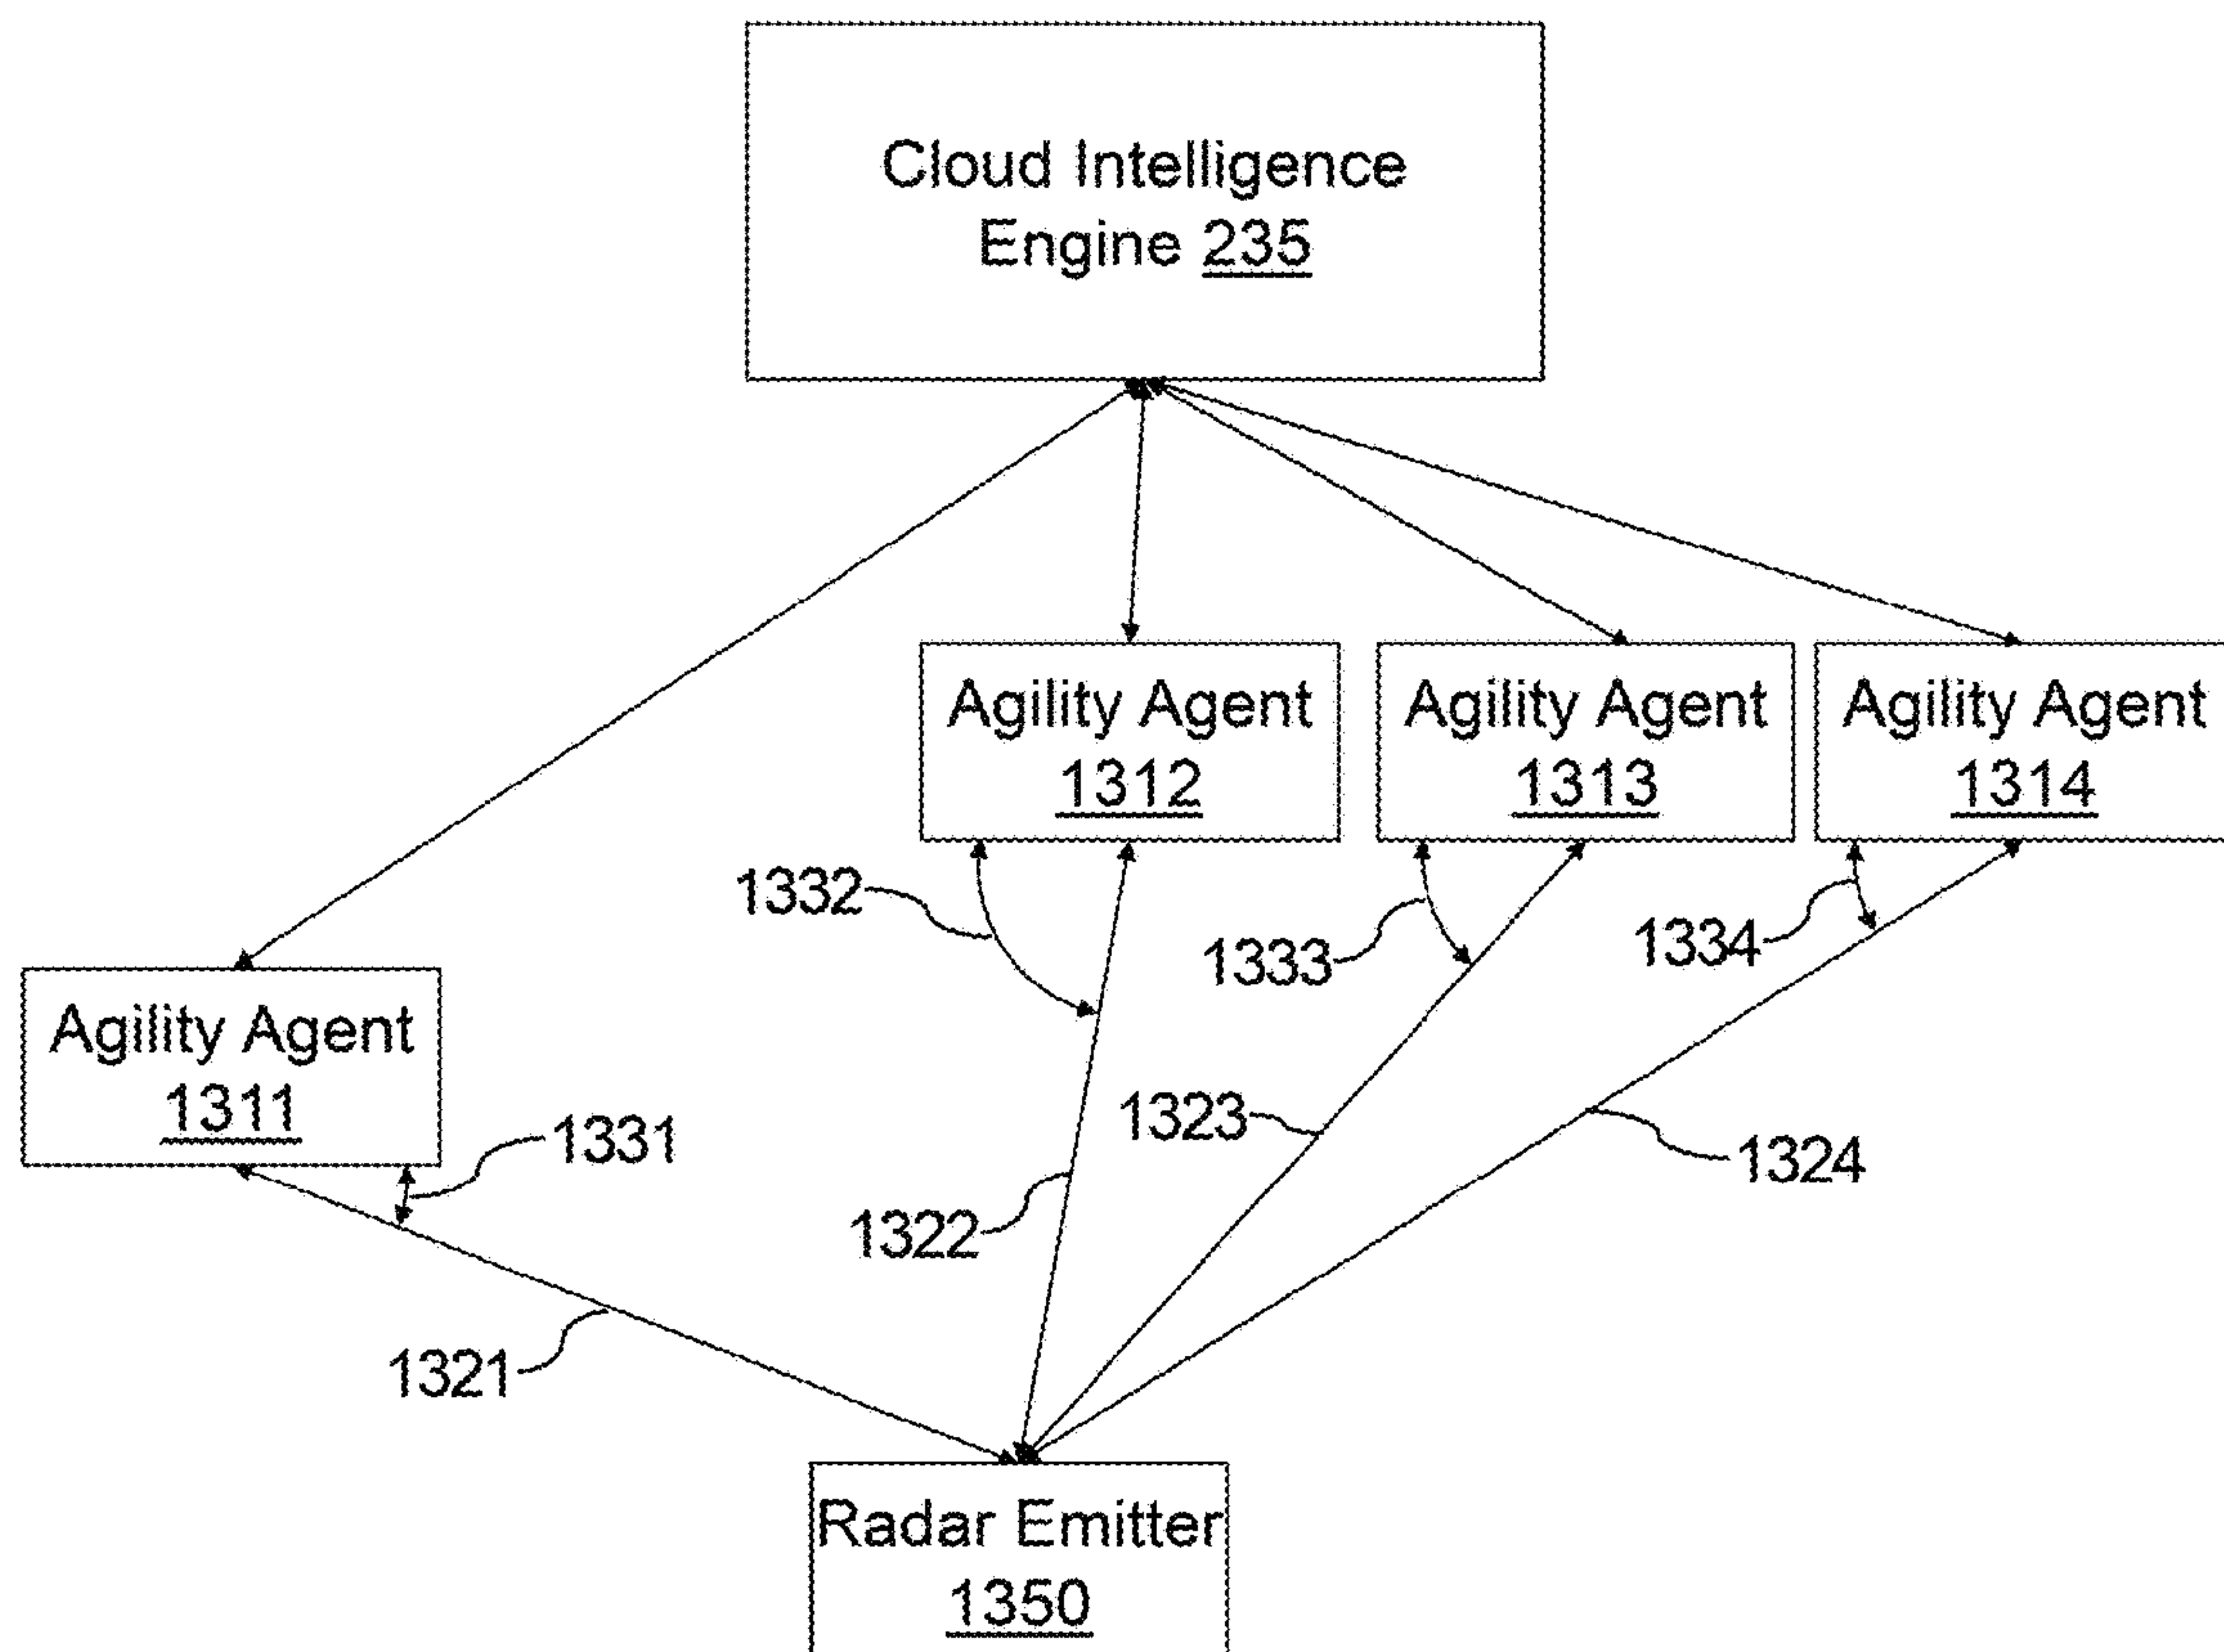 Cloud Intelligence
Engine 235
Agility Agent
1312
Agility Agent
1313
Agility Agent
1314
1332
1333
1334
Agility Agent
1311
1331
1323
1324
1322
1321
Radar Emitter
1350